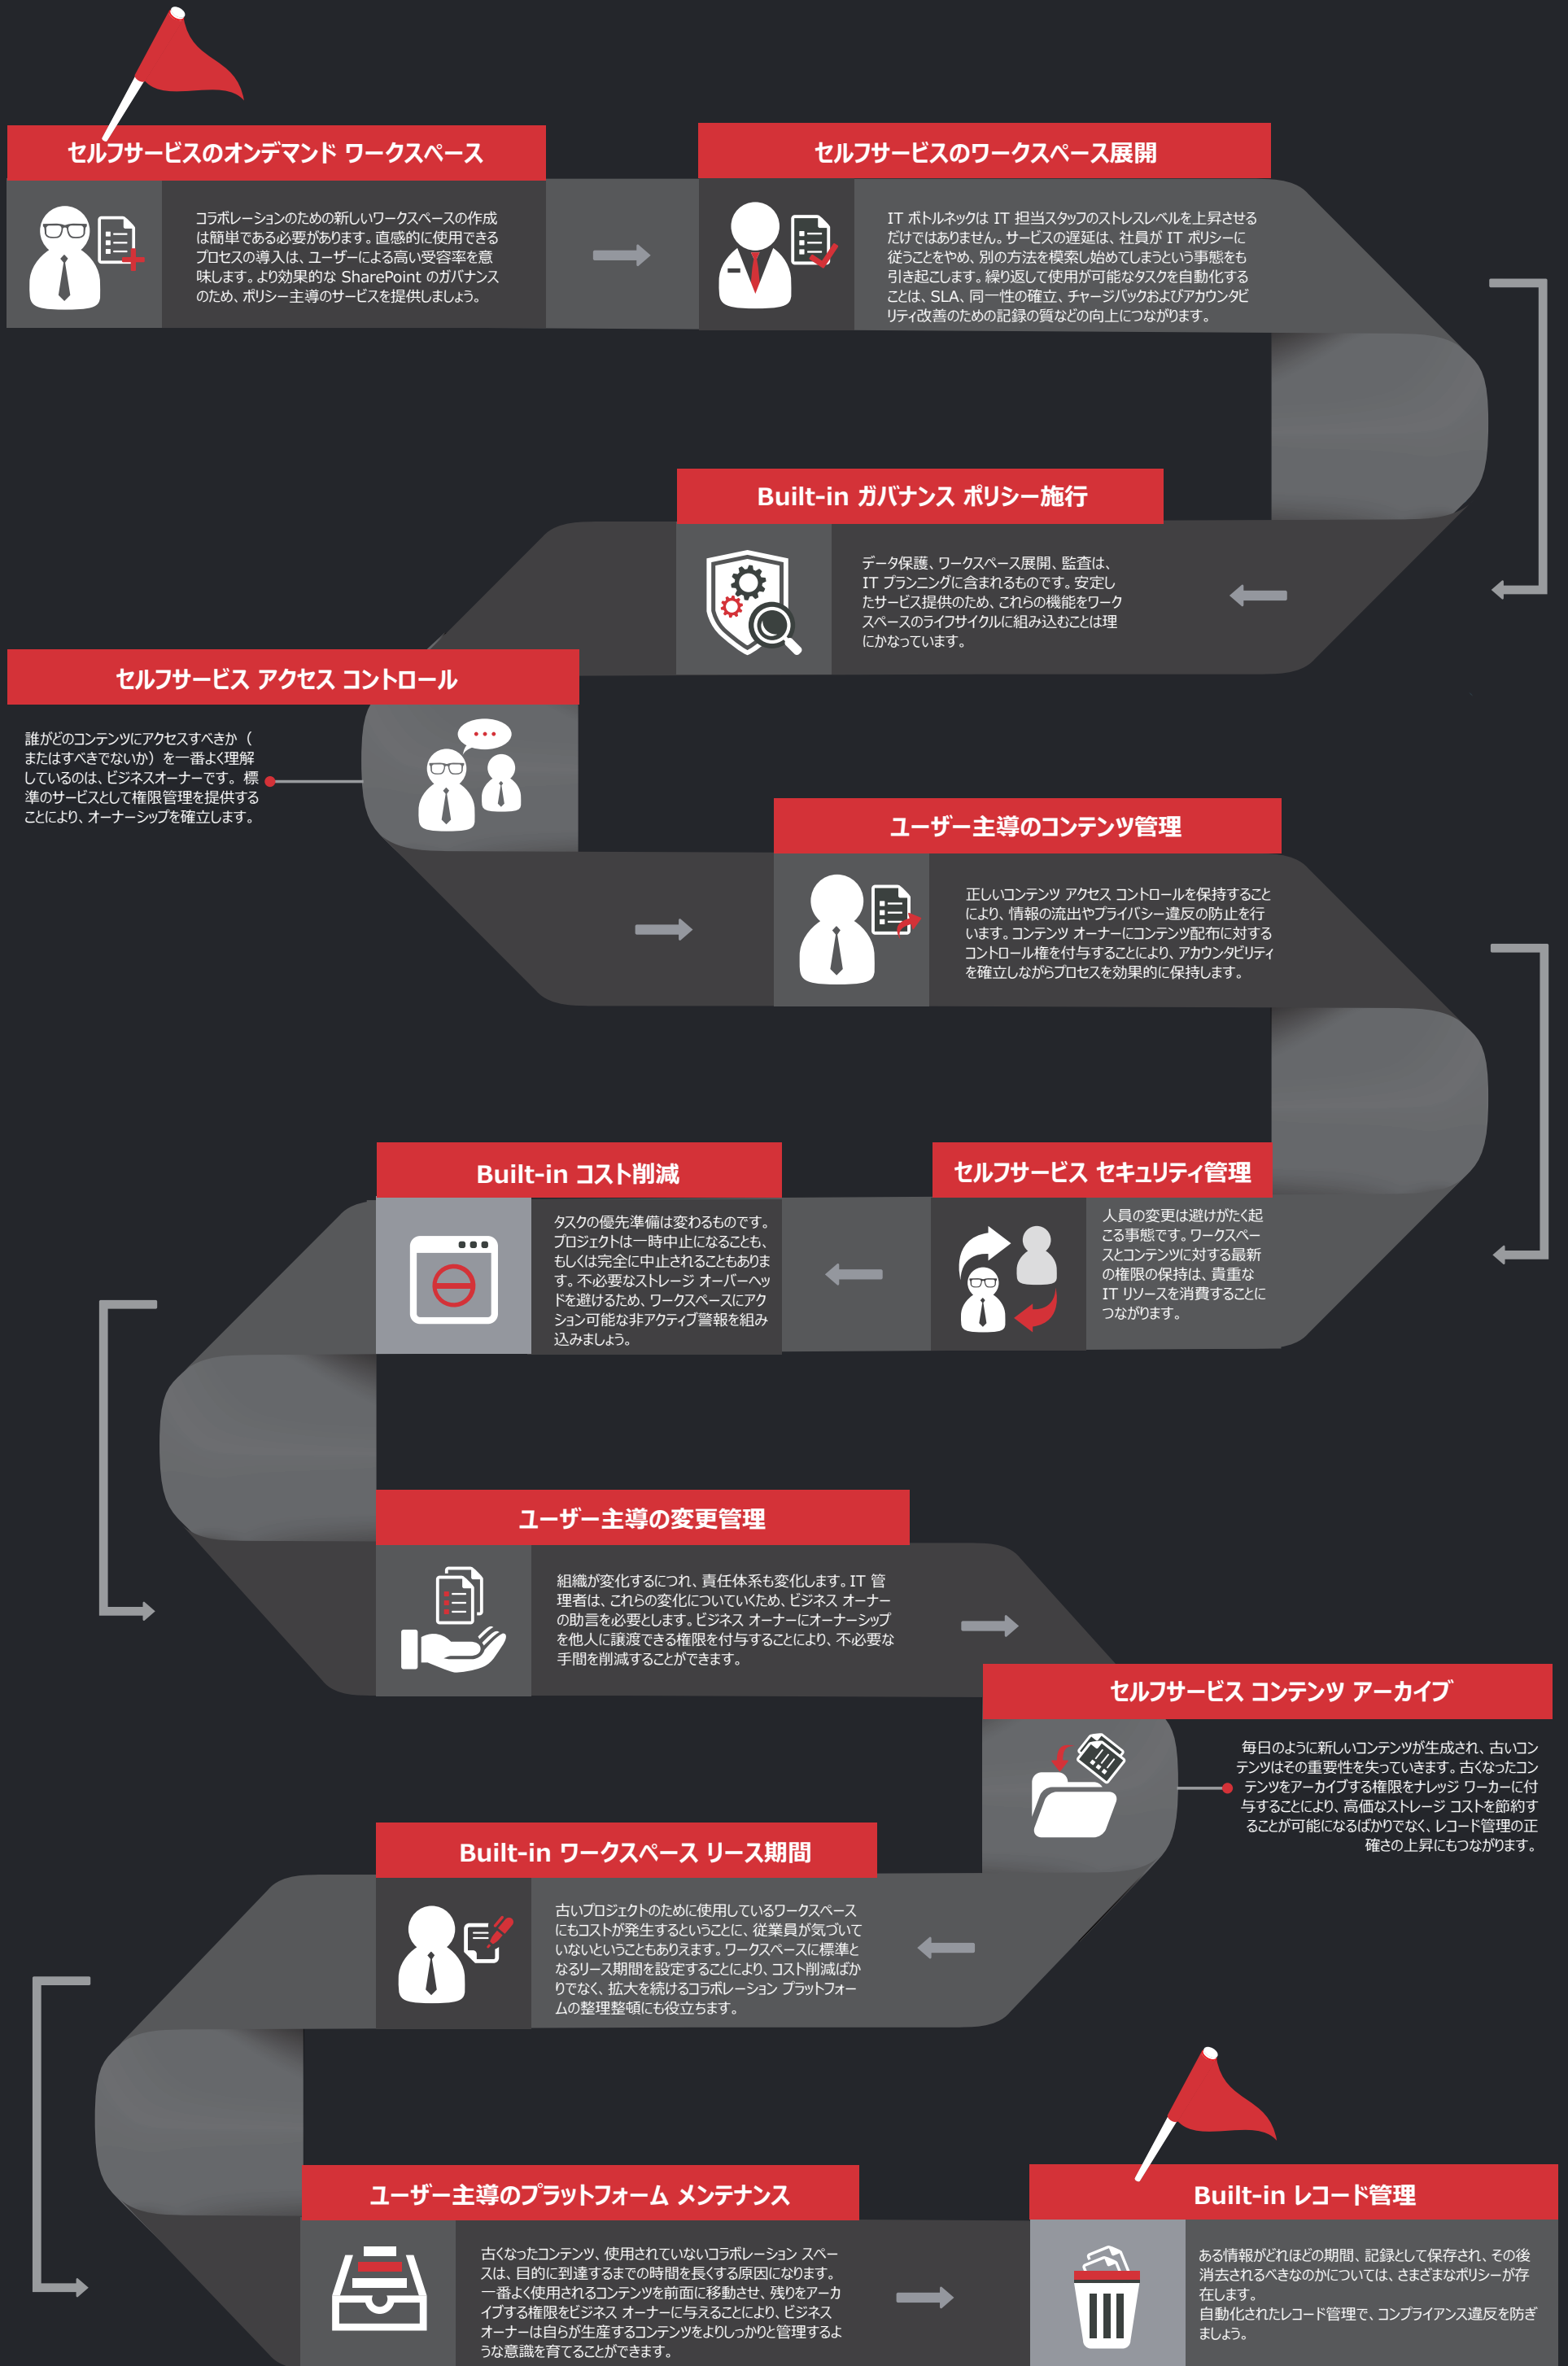 セルフサービスのオンデマンド ワークスペース
コラボレーションのための新しいワークスペースの作成
は簡単である必要があります。直感的に使用できる
プロセスの導入は、ユーザーによる高い受容率を意
味します。より効果的な SharePoint のガバナンス
のため、ポリシー主導のサービスを提供しましょう。
セルフサービスのワークスペース展開
IT ボトルネックは IT 担当スタッフのストレスレベルを上昇させる
だけではありません。サービスの遅延は、社員が IT ポリシーに
従うことをやめ、別の方法を模索し始めてしまうという事態をも
引き起こします。繰り返して使用が可能なタスクを自動化する
ことは、SLA、同一性の確立、チャージバックおよびアカウンタビ
リティ改善のための記録の質などの向上につながります。
Built-in ガバナンス ポリシー施行
データ保護、ワークスペース展開、監査は、
IT プランニングに含まれるものです。安定し
たサービス提供のため、これらの機能をワーク
スペースのライフサイクルに組み込むことは理
にかなっています。
セルフサービス アクセス コントロール
誰がどのコンテンツにアクセスすべきか（
またはすべきでないか）を一番よく理解
しているのは、ビジネスオーナーです。標
準のサービスとして権限管理を提供する
ことにより、オーナーシップを確立します。
ユーザー主導のコンテンツ管理
正しいコンテンツ アクセス コントロールを保持すること
により、情報の流出やプライバシー違反の防止を行
います。コンテンツ オーナーにコンテンツ配布に対する
コントロール権を付与することにより、アカウンタビリティ
を確立しながらプロセスを効果的に保持します。
セルフサービス セキュリティ管理
人員の変更は避けがたく起
こる事態です。ワークスペー
スとコンテンツに対する最新
の権限の保持は、貴重な
IT リソースを消費することに
つながります。
Built-in コスト削減
タスクの優先準備は変わるものです。
プロジェクトは一時中止になることも、
もしくは完全に中止されることもありま
す。不必要なストレージ オーバーヘッ
ドを避けるため、ワークスペースにアク
ション可能な非アクティブ警報を組み
込みましょう。
ユーザー主導の変更管理
組織が変化するにつれ、責任体系も変化します。IT 管
理者は、これらの変化についていくため、ビジネス オーナー
の助言を必要とします。ビジネス オーナーにオーナーシップ
を他人に譲渡できる権限を付与することにより、不必要な
手間を削減することができます。
セルフサービス コンテンツ アーカイブ
毎日のように新しいコンテンツが生成され、古いコン
テンツはその重要性を失っていきます。古くなったコン
テンツをアーカイブする権限をナレッジ ワーカーに付
与することにより、高価なストレージ コストを節約す
ることが可能になるばかりでなく、レコード管理の正
確さの上昇にもつながります。
Built-in ワークスペース リース期間
古いプロジェクトのために使用しているワークスペース
にもコストが発生するということに、従業員が気づいて
いないということもありえます。ワークスペースに標準と
なるリース期間を設定することにより、コスト削減ばか
りでなく、拡大を続けるコラボレーション プラットフォー
ムの整理整頓にも役立ちます。
ユーザー主導のプラットフォーム メンテナンス
古くなったコンテンツ、使用されていないコラボレーション スペー
スは、目的に到達するまでの時間を長くする原因になります。
一番よく使用されるコンテンツを前面に移動させ、残りをアーカ
イブする権限をビジネス オーナーに与えることにより、ビジネス
オーナーは自らが生産するコンテンツをよりしっかりと管理するよ
うな意識を育てることができます。
Built-in レコード管理
ある情報がどれほどの期間、記録として保存され、その後
消去されるべきなのかについては、さまざまなポリシーが存
在します。
自動化されたレコード管理で、コンプライアンス違反を防ぎ
ましょう。